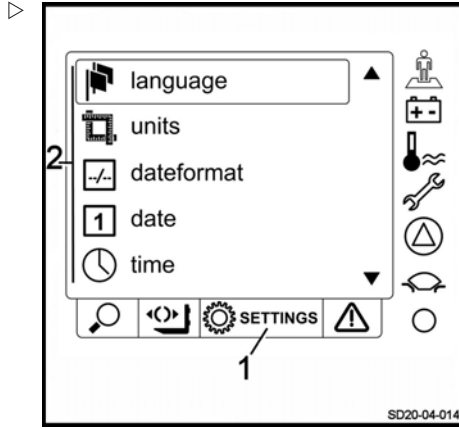 language
units
2
--/--
dateformat
1
date
time
SETTINGS
1
SD20-04-014